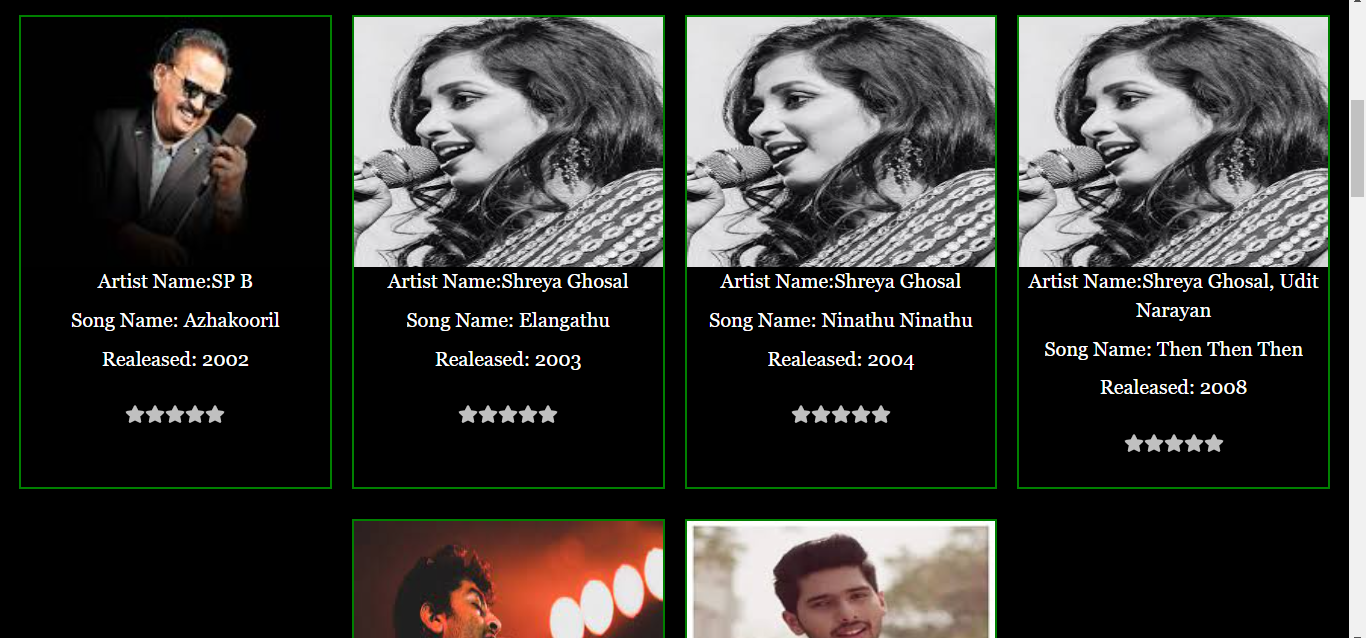 Artist Name:SP B
Song Name: Azhakooril
Realeased: 2002
Artist Name:Shreya Ghosal
Song Name: Elangathu
Realeased: 2003
Artist Name:Shreya Ghosal
Song Name: Ninathu Ninathu
Realeased: 2004
Artist Name:Shreya Ghosal, Udit
Narayan
Song Name: Then Then Then
Realeased: 2008